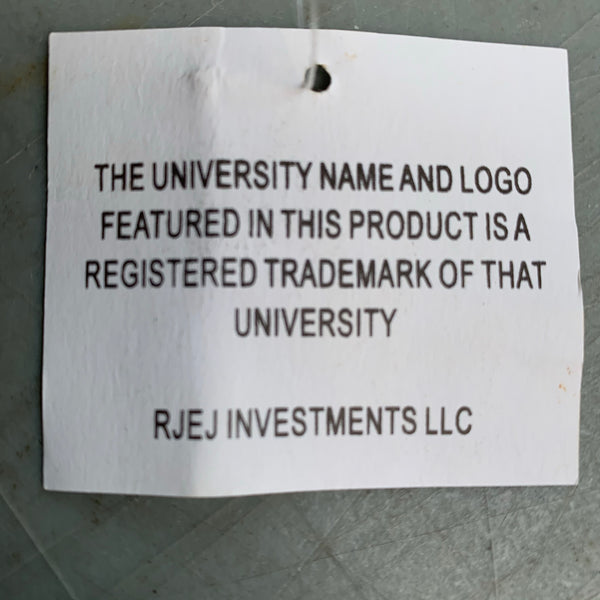 THE UNIVERSITY NAME AND LOGO
FEATURED IN THIS PRODUCT IS A
REGISTERED TRADEMARK OF THAT
UNIVERSITY
RJEJ INVESTMENTS LLC